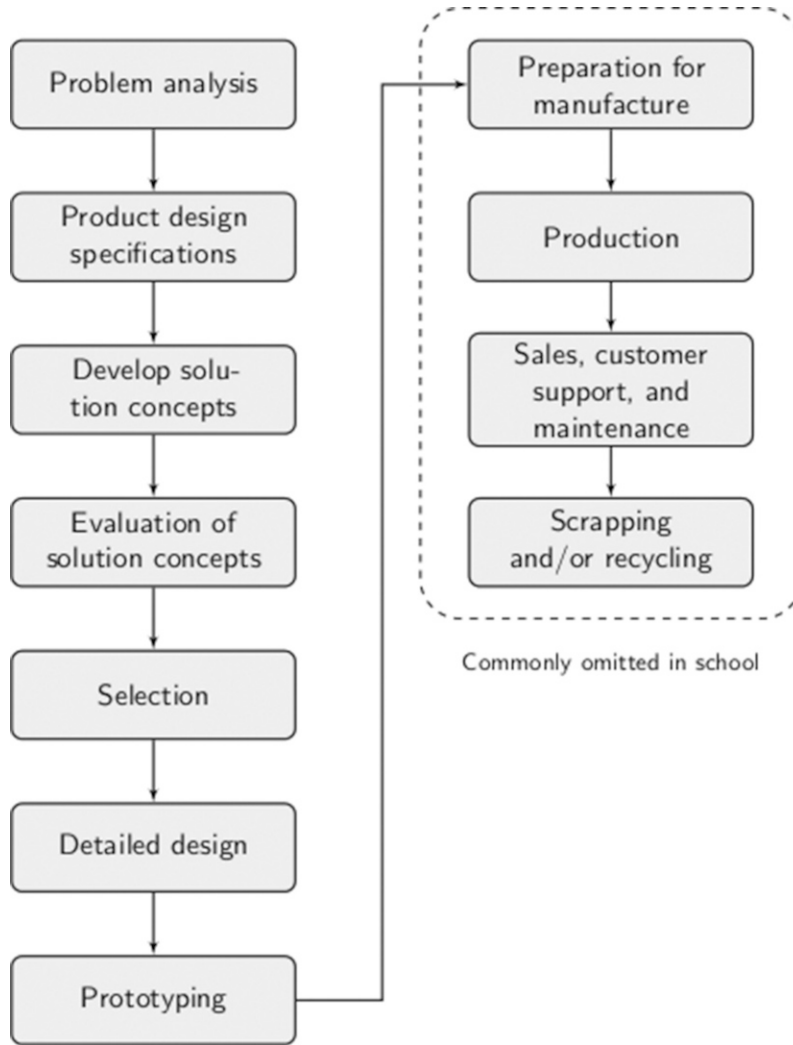 Problem analysis
Product design
specifications
Develop solu-
tion concepts
Evaluation of
solution concepts
Selection
Detailed design
Prototyping
Preparation for
manufacture
Production
Sales, customer
support, and
maintenance
Scrapping
and/or recycling
Commonly omitted in school